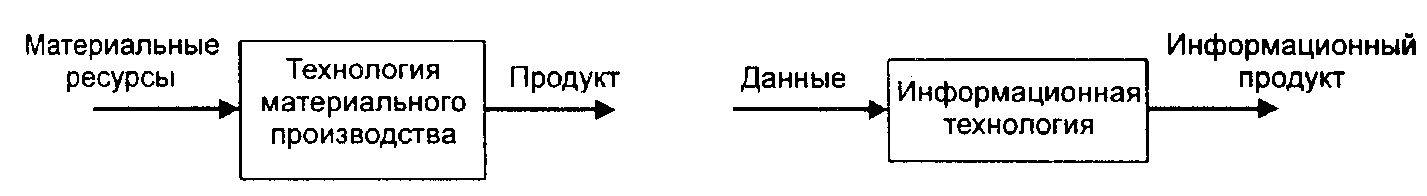 Материальные
ресурсы
Технология
материального
производства
Продукт
Данные
Информационная
технология
Информационный
продукт